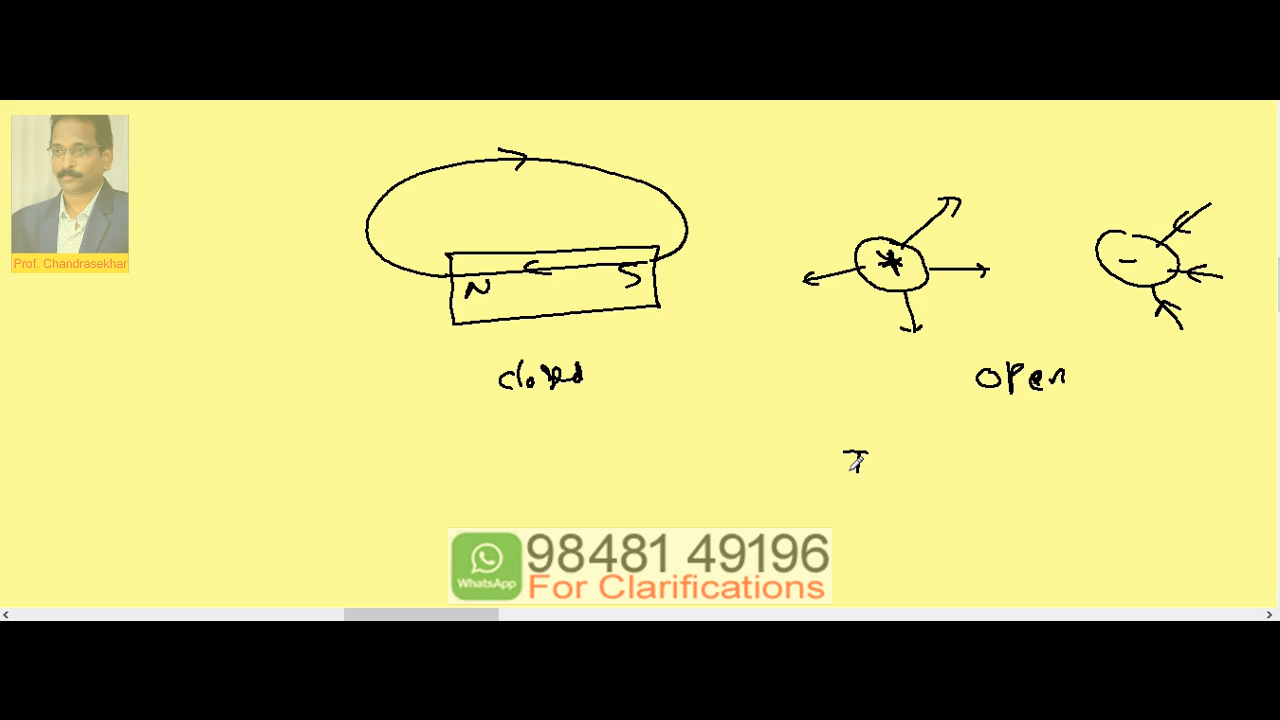 Prof. Chandrasekhar
N S
-
closed
open
T
WhatsApp
98481 49196
For Clarifications